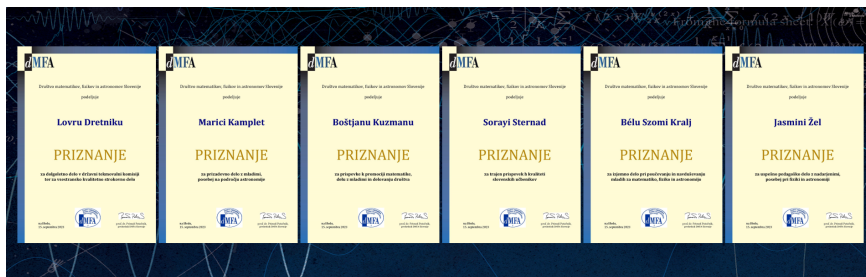 From the formula sheet
dMFA
Društvo matematikov, fizikov in astronomov Slovenije
podeljuje
Lovru Dretniku
PRIZNANJE
za dolgoletno delo v državni tekmovalni komisiji
ter za vsestransko kvalitetno strokovno delo
dMFA
Društvo matematikov, fizikov in astronomov Slovenije
podeljuje
Marici Kamplet
PRIZNANJE
za prizadevno delo z mladimi,
posebej na področju astronomije
dMFA
Društvo matematikov, fizikov in astronomov Slovenije
podeljuje
Boštjanu Kuzmanu
PRIZNANJE
za prispevke k promociji matematike,
delo z mladimi in delovanju društva
dMFA
Društvo matematikov, fizikov in astronomov Slovenije
podeljuje
Sorayi Sternad
PRIZNANJE
za trajen prispevek h kvaliteti
slovenskih učbenikov
dMFA
Društvo matematikov, fizikov in astronomov Slovenije
podeljuje
Bélu Szomi Kralj
PRIZNANJE
za izjemno delo pri poučevanju in navduševanju
mladih za matematiko, fiziko in astronomijo
dMFA
Društvo matematikov, fizikov in astronomov Slovenije
podeljuje
Jasmini Žel
PRIZNANJE
za uspešno pedagoško delo z nadarjenimi,
posebej pri fiziki in astronomiji